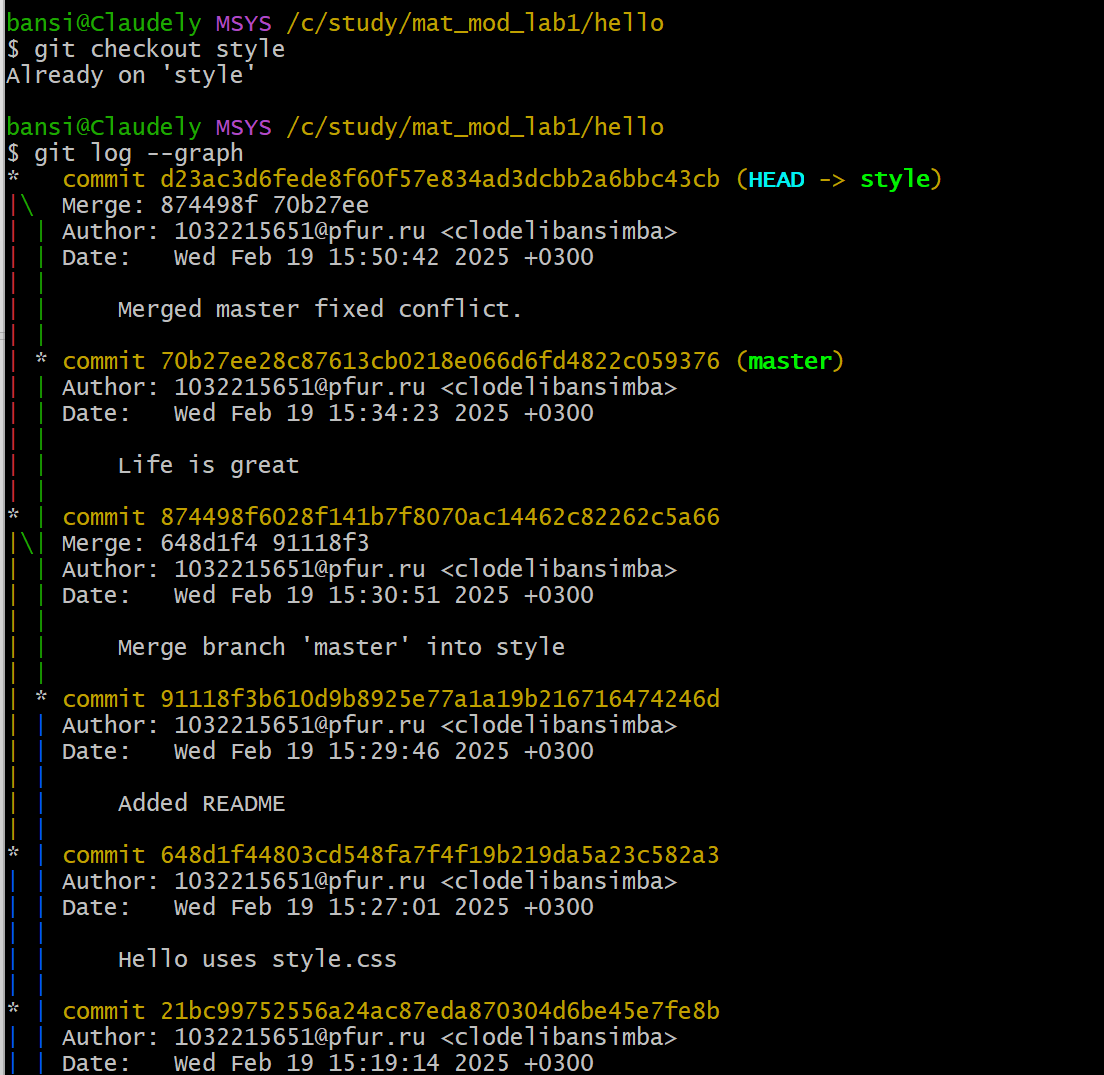 bansi@Claudely MSYS /c/study/mat_mod_lab1/hello
$ git checkout style
Already on 'style'
bansi@Claudely MSYS /c/study/mat_mod_lab1/hello
$ git log --graph
*   commit d23ac3d6fede8f60f57e834ad3dcbb2a6bbc43cb (HEAD -> style)
|\  Merge: 874498f 70b27ee
| | Author: 1032215651@pfur.ru <clodelibansimba>
| | Date:   Wed Feb 19 15:50:42 2025 +0300
| |
| |     Merged master fixed conflict.
| |
| * commit 70b27ee28c87613cb0218e066d6fd4822c059376 (master)
| | Author: 1032215651@pfur.ru <clodelibansimba>
| | Date:   Wed Feb 19 15:34:23 2025 +0300
| |
| |     Life is great
| |
* | commit 874498f6028f141b7f8070ac14462c82262c5a66
|\| Merge: 648d1f4 91118f3
| | Author: 1032215651@pfur.ru <clodelibansimba>
| | Date:   Wed Feb 19 15:30:51 2025 +0300
| |
| |     Merge branch 'master' into style
| |
| * commit 91118f3b610d9b8925e77a1a19b216716474246d
| | Author: 1032215651@pfur.ru <clodelibansimba>
| | Date:   Wed Feb 19 15:29:46 2025 +0300
| |
| |     Added README
| |
* | commit 648d1f44803cd548fa7f4f19b219da5a23c582a3
| | Author: 1032215651@pfur.ru <clodelibansimba>
| | Date:   Wed Feb 19 15:27:01 2025 +0300
| |
| |     Hello uses style.css
| |
* | commit 21bc99752556a24ac87eda870304d6be45e7fe8b
| | Author: 1032215651@pfur.ru <clodelibansimba>
| | Date:   Wed Feb 19 15:19:14 2025 +0300